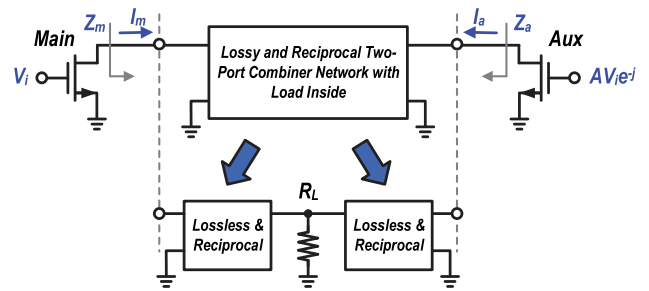 Main
Zm
Im
Vi
Lossy and Reciprocal Two-
Port Combiner Network with
Load Inside
Ia
Za
Aux
AVie-j
RL
Lossless &
Reciprocal
Lossless &
Reciprocal